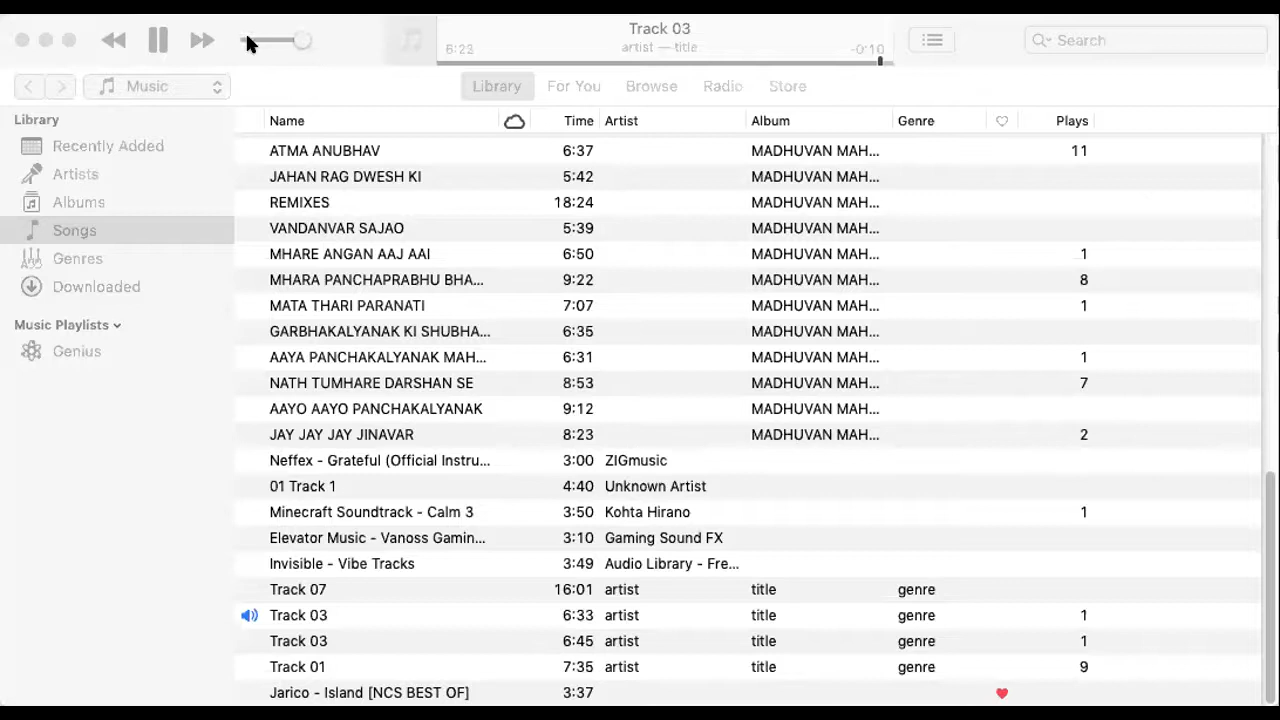 Track 03
6:23 artist — title -0:10
Search
Music Library For You Browse Radio Store
Library
Recently Added
Artists
Albums
Songs
Genres
Downloaded
Music Playlists
Genius
Name Time Artist Album Genre Plays
ATMA ANUBHAV 6:37 MADHUVAN MAH... 11
JAHAN RAG DWESH KI 5:42 MADHUVAN MAH...
REMIXES 18:24 MADHUVAN MAH...
VANDANVAR SAJAO 5:39 MADHUVAN MAH...
MHARE ANGAN AAJ AAI 6:50 MADHUVAN MAH... 1
MHARA PANCHAPRABHU BHA... 9:22 MADHUVAN MAH... 8
MATA THARI PARANATI 7:07 MADHUVAN MAH... 1
GARBHAKALYANAK KI SHUBHA... 6:35 MADHUVAN MAH...
AAYA PANCHAKALYANAK MAH... 6:31 MADHUVAN MAH... 1
NATH TUMHARE DARSHAN SE 8:53 MADHUVAN MAH... 7
AAYO AAYO PANCHAKALYANAK 9:12 MADHUVAN MAH...
JAY JAY JAY JINAVAR 8:23 MADHUVAN MAH... 2
Neffex - Grateful (Official Instru... 3:00 ZIGmusic
01 Track 1 4:40 Unknown Artist
Minecraft Soundtrack - Calm 3 3:50 Kohta Hirano 1
Elevator Music - Vanoss Gamin... 3:10 Gaming Sound FX
Invisible - Vibe Tracks 3:49 Audio Library - Fre...
Track 07 16:01 artist title genre
Track 03 6:33 artist title genre 1
Track 03 6:45 artist title genre 1
Track 01 7:35 artist title genre 9
Jarico - Island [NCS BEST OF] 3:37